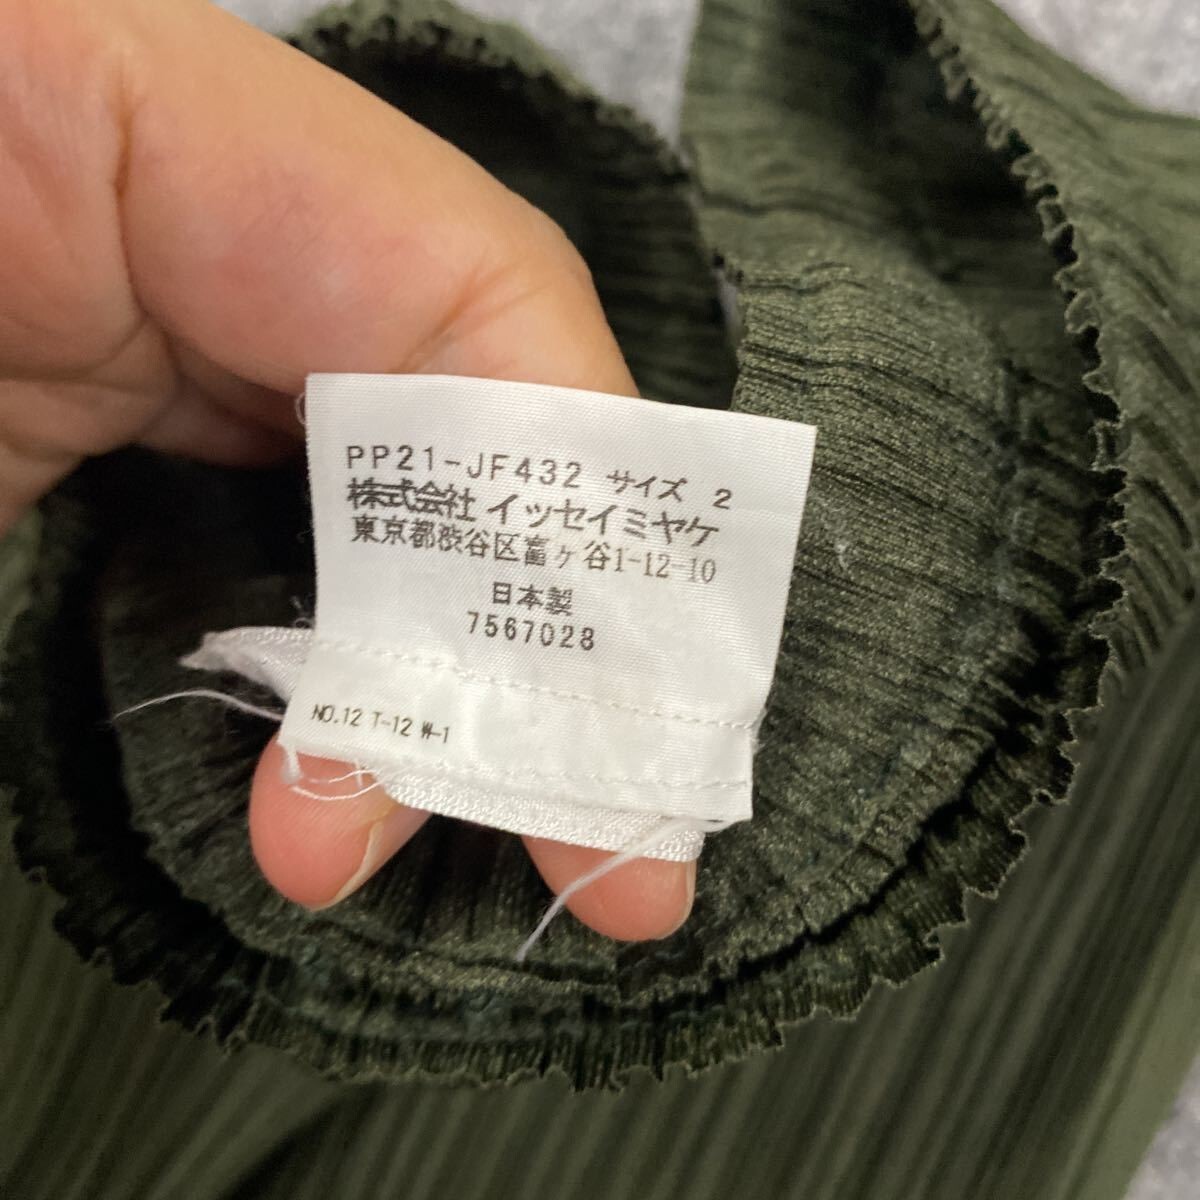 PP21-JF432 サイズ 2
株式会社 イッセイミヤケ
東京都渋谷区富ヶ谷1-12-10
日本製
7567028
NO.12 T-12 W-1